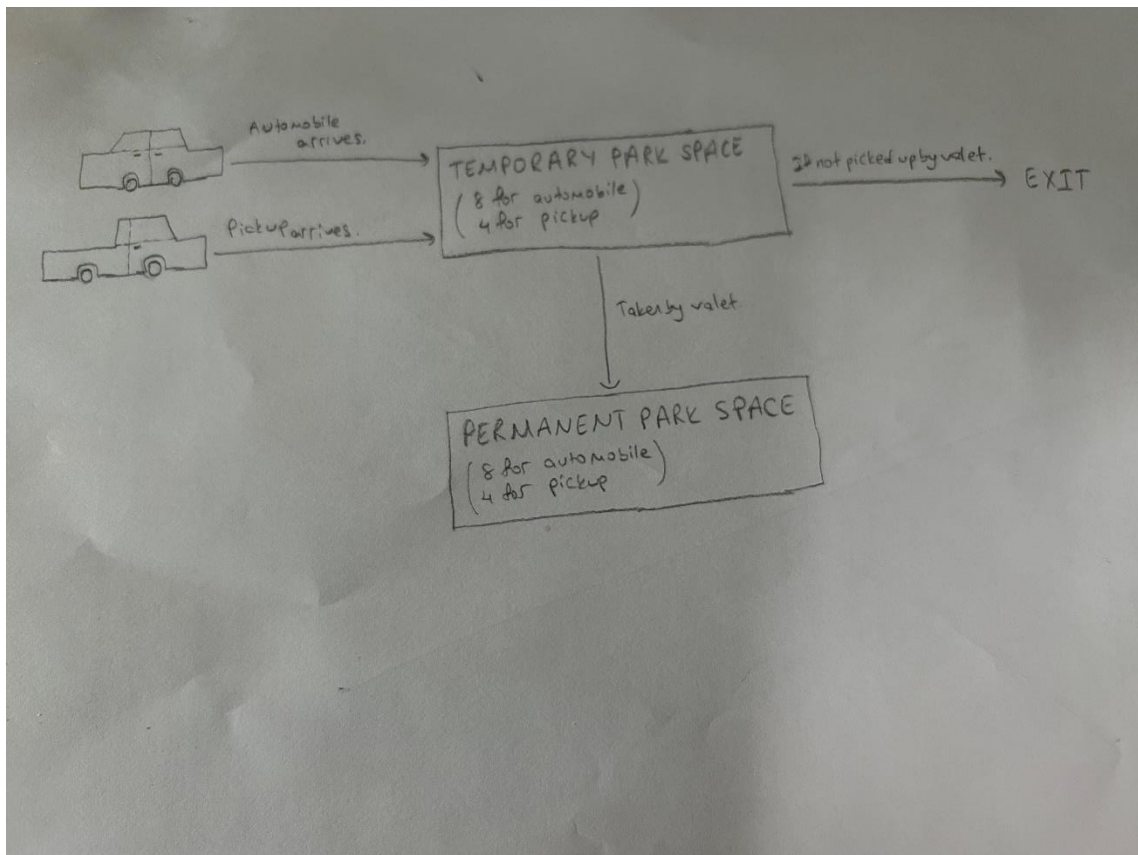 Automobile
arrives.
Pickup arrives.
TEMPORARY PARK SPACE
(8 for automobile
4 for pickup)
If not picked up by valet.
EXIT
Taken by valet
PERMANENT PARK SPACE
(8 for automobile
4 for pickup)